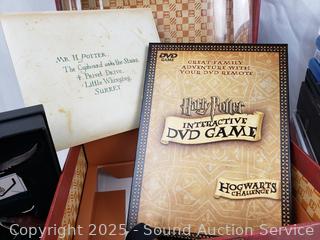 MR H. POTTER,
The Cupboard under the Stairs,
4 Privet Drive,
Little Whinging,
SURREY
DVD
GAME
GREAT FAMILY
ADVENTURE WITH
YOUR DVD REMOTE
Harry Potter
INTERACTIVE
DVD GAME
HOGWARTS
CHALLENGE
Copyright 2025 - Sound Auction Service